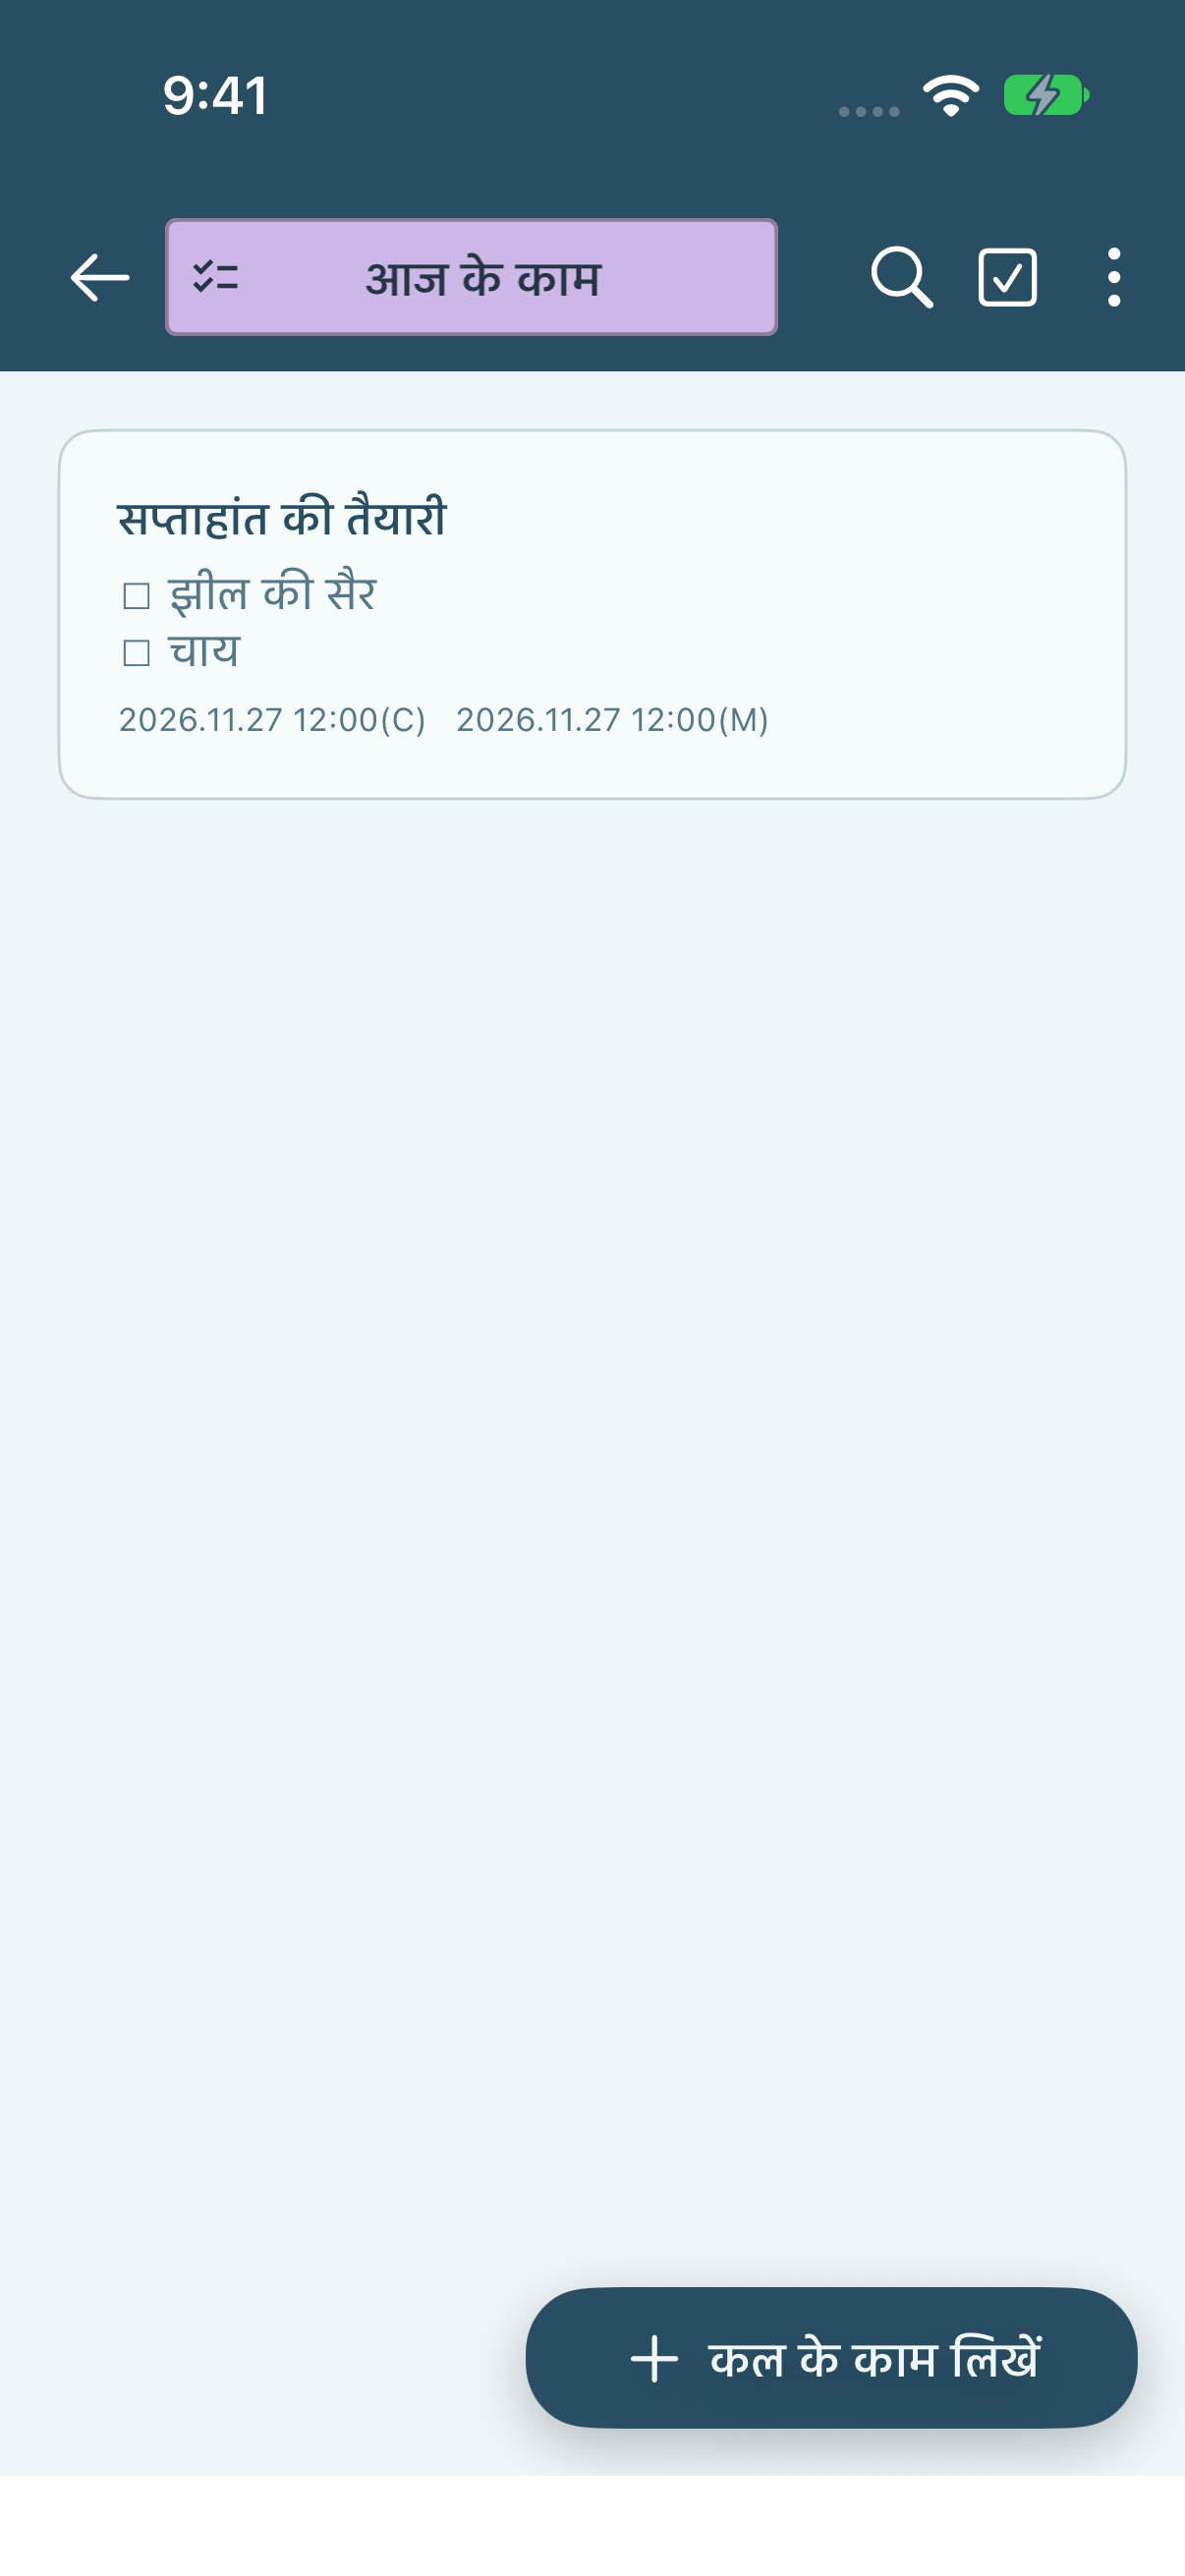 9:41
आज के काम
सप्ताहांत की तैयारी
☐ झील की सैर
☐ चाय
2026.11.27 12:00(C) 2026.11.27 12:00(M)
कल के काम लिखें